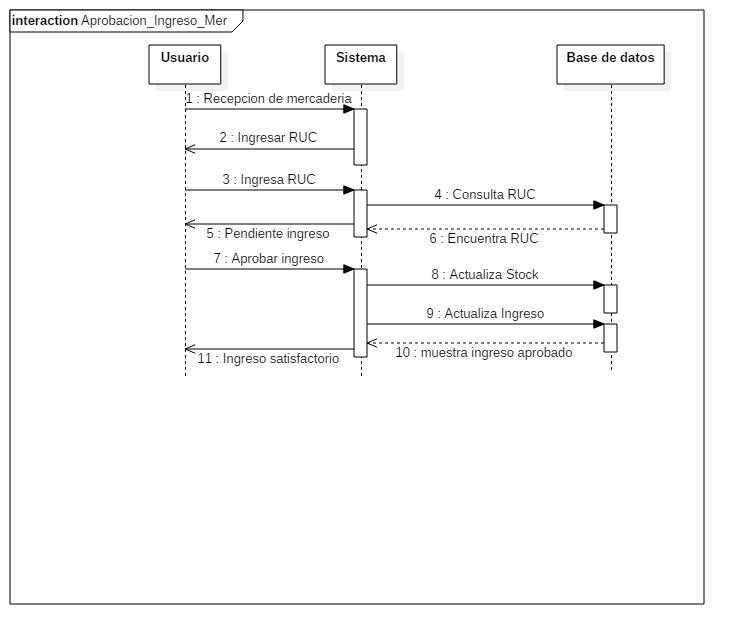 interaction Aprobacion_Ingreso_Mer
Usuario
Sistema
Base de datos
1 : Recepcion de mercaderia
2 : Ingresar RUC
3 : Ingresa RUC
4 : Consulta RUC
5 : Pendiente ingreso
6 : Encuentra RUC
7 : Aprobar ingreso
8 : Actualiza Stock
9 : Actualiza Ingreso
10 : muestra ingreso aprobado
11 : Ingreso satisfactorio